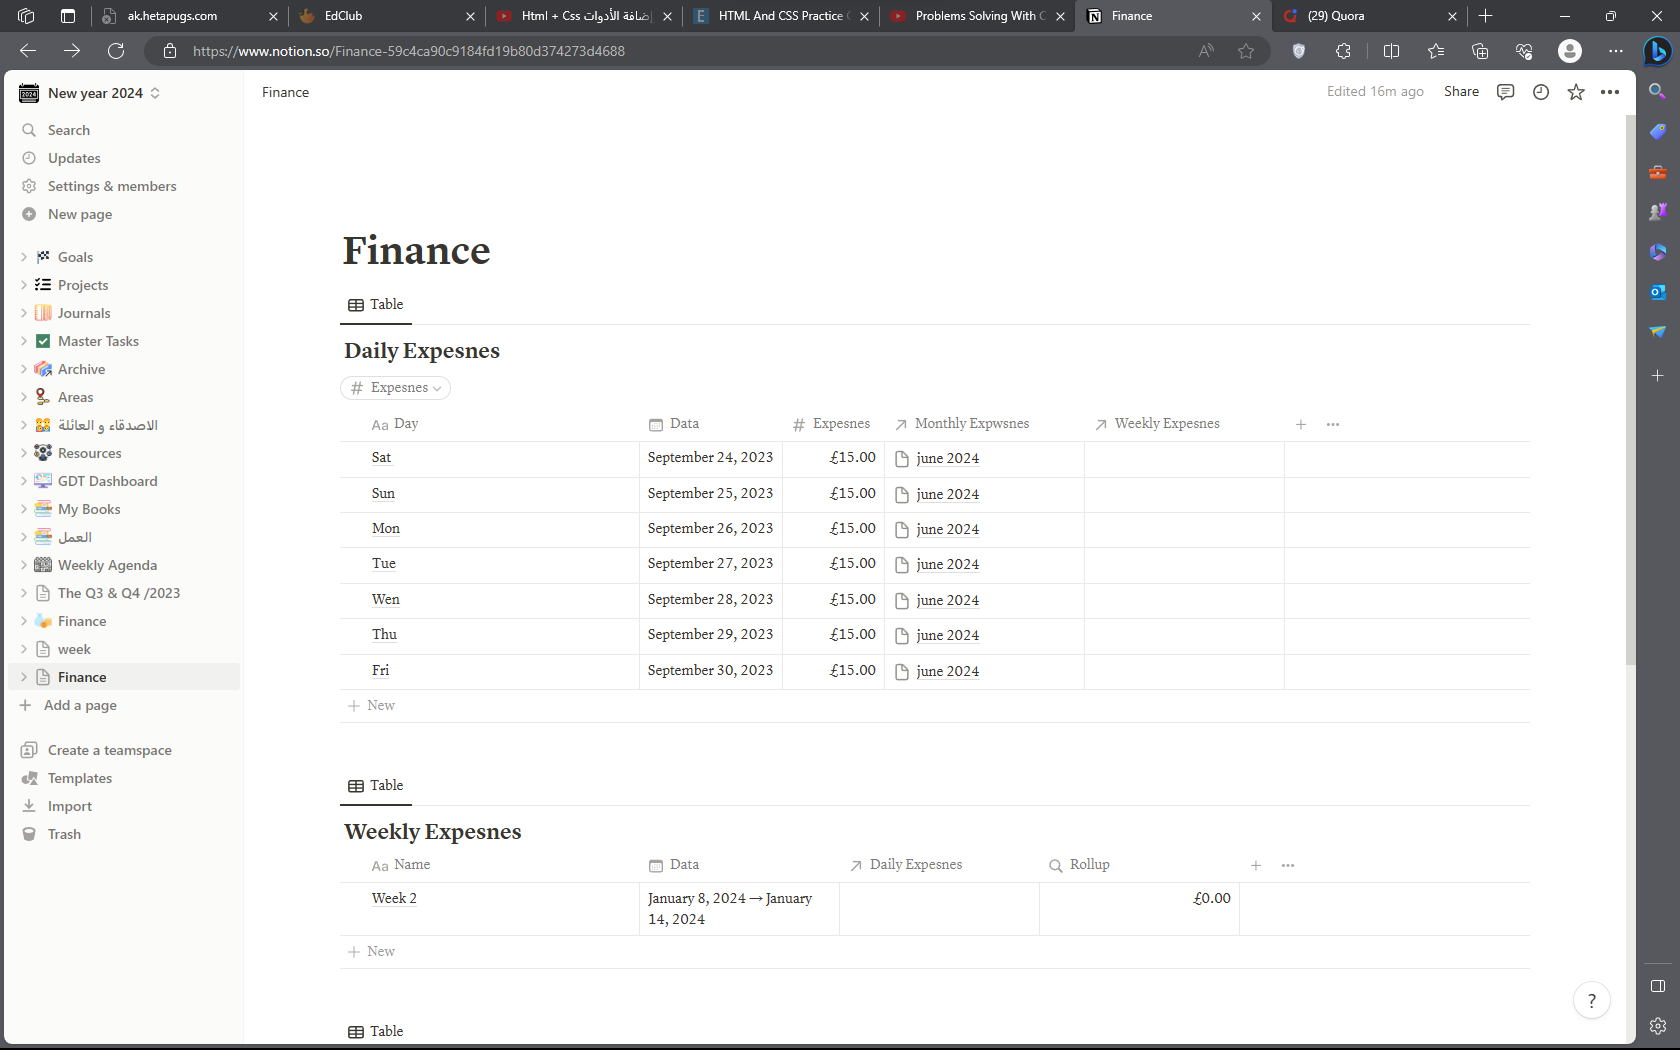 ak.hetapugs.com
EdClub
Html + Css إضافة الأدوات
HTML And CSS Practice
Problems Solving With
Finance
(29) Quora
https://www.notion.so/Finance-59c4ca90c9184fd19b80d374273d4688
New year 2024
Finance
Edited 16m ago
Share
Search
Updates
Settings & members
New page
Goals
Projects
Journals
Master Tasks
Archive
Areas
الاصدقاء و العائلة
Resources
GDT Dashboard
My Books
العمل
Weekly Agenda
The Q3 & Q4 /2023
Finance
week
Finance
Add a page
Create a teamspace
Templates
Import
Trash
Finance
Table
Daily Expesnes
# Expesnes
Aa Day Data # Expesnes Monthly Expwsnes Weekly Expesnes
Sat September 24, 2023 £15.00 june 2024
Sun September 25, 2023 £15.00 june 2024
Mon September 26, 2023 £15.00 june 2024
Tue September 27, 2023 £15.00 june 2024
Wen September 28, 2023 £15.00 june 2024
Thu September 29, 2023 £15.00 june 2024
Fri September 30, 2023 £15.00 june 2024
+ New
Table
Weekly Expesnes
Aa Name Data Daily Expesnes Rollup
Week 2 January 8, 2024 → January £0.00
14, 2024
+ New
Table
?